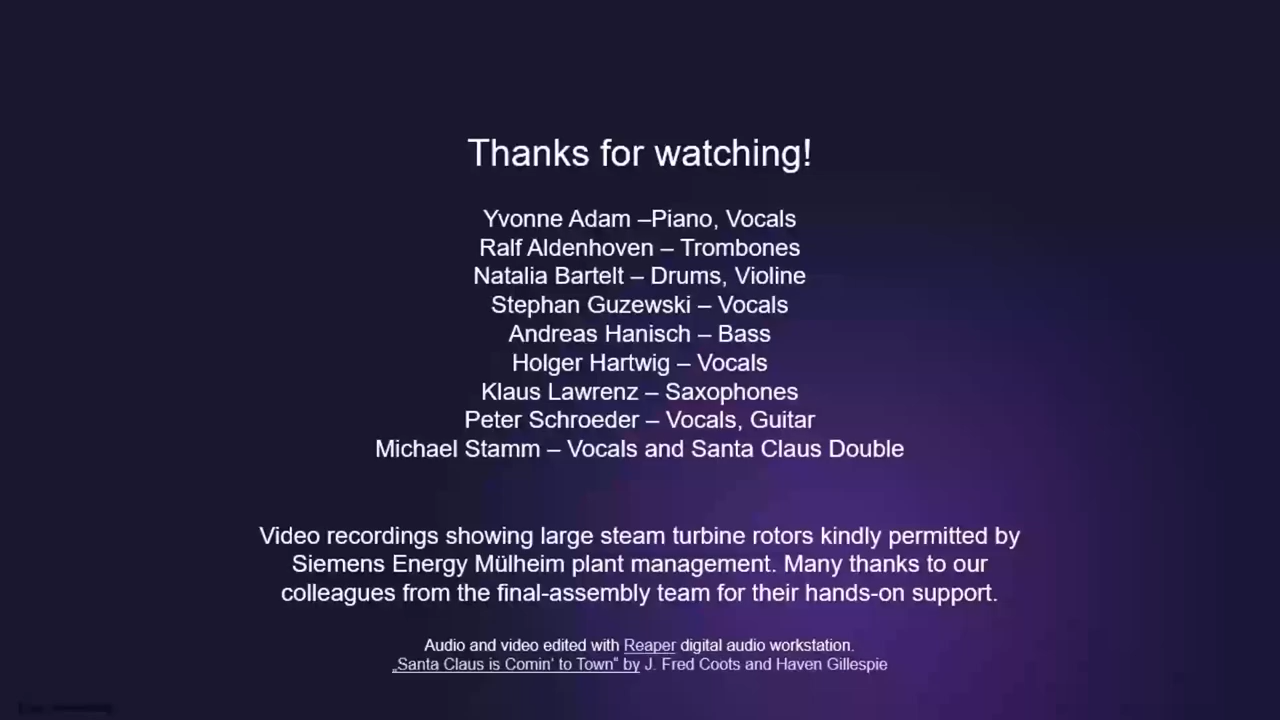 Thanks for watching!
Yvonne Adam –Piano, Vocals
Ralf Aldenhoven – Trombones
Natalia Bartelt – Drums, Violine
Stephan Guzewski – Vocals
Andreas Hanisch – Bass
Holger Hartwig – Vocals
Klaus Lawrenz – Saxophones
Peter Schroeder – Vocals, Guitar
Michael Stamm – Vocals and Santa Claus Double
Video recordings showing large steam turbine rotors kindly permitted by
Siemens Energy Mülheim plant management. Many thanks to our
colleagues from the final-assembly team for their hands-on support.
Audio and video edited with Reaper digital audio workstation.
„Santa Claus is Comin‘ to Town“ by J. Fred Coots and Haven Gillespie